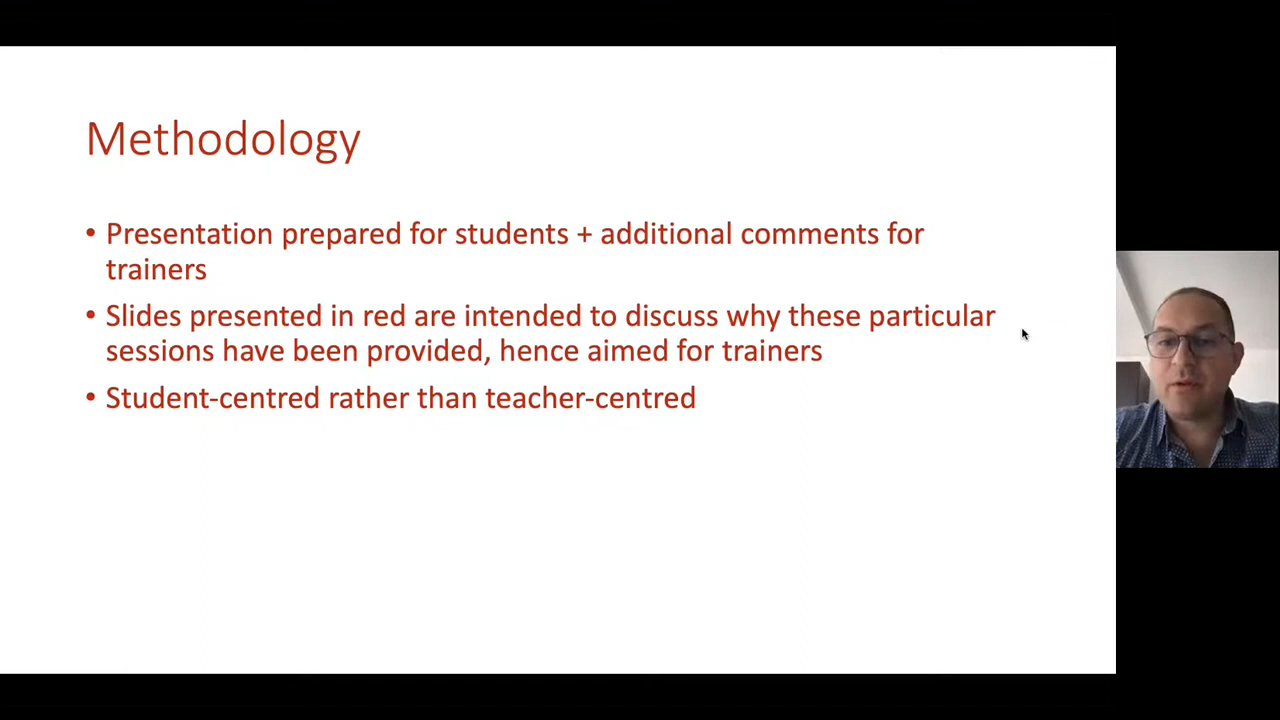 Methodology
• Presentation prepared for students + additional comments for
trainers
• Slides presented in red are intended to discuss why these particular
sessions have been provided, hence aimed for trainers
• Student-centred rather than teacher-centred